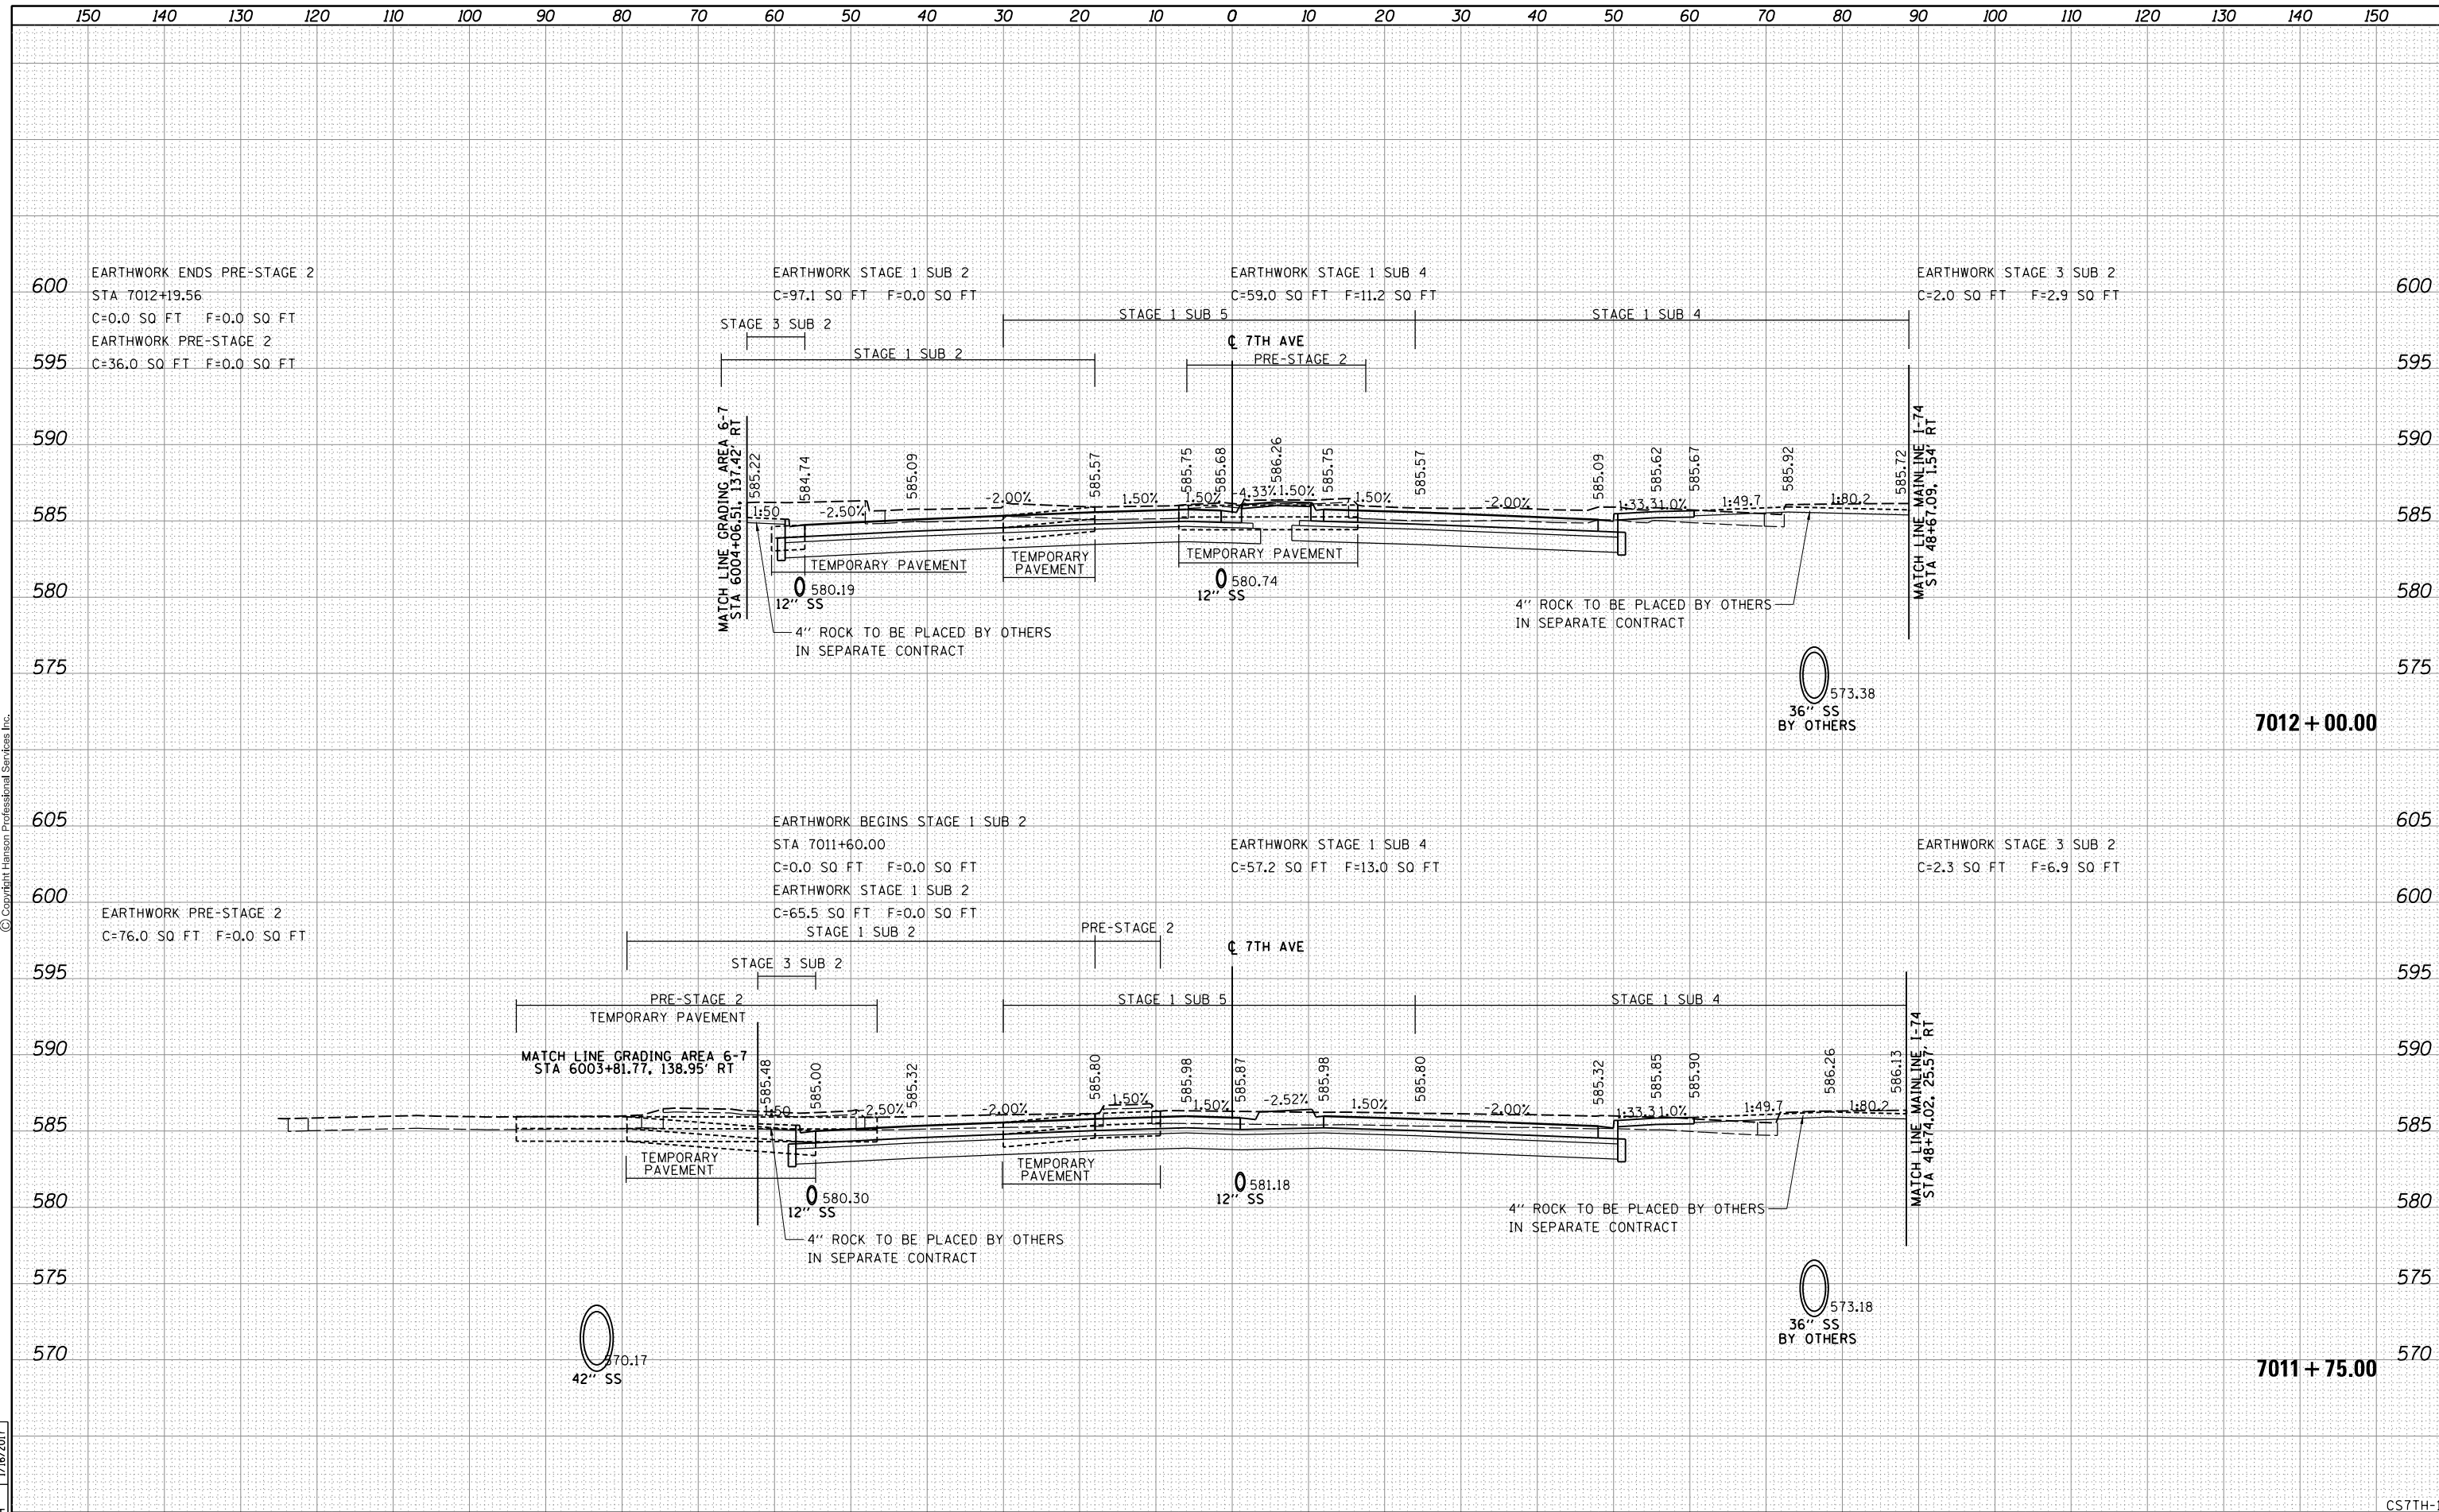 150 140 130 120 110 100 90 80 70 60 50 40 30 20 10 0 10 20 30 40 50 60 70 80 90 100 110 120 130 140 150
EARTHWORK ENDS PRE-STAGE 2
STA 7012+19.56
C=0.0 SQ FT F=0.0 SQ FT
EARTHWORK PRE-STAGE 2
C=36.0 SQ FT F=0.0 SQ FT
EARTHWORK STAGE 1 SUB 2
C=97.1 SQ FT F=0.0 SQ FT
EARTHWORK STAGE 1 SUB 4
C=59.0 SQ FT F=11.2 SQ FT
EARTHWORK STAGE 3 SUB 2
C=2.0 SQ FT F=2.9 SQ FT
600 600
595 595
590 590
585 585
580 580
575 575
STAGE 3 SUB 2
STAGE 1 SUB 2
STAGE 1 SUB 5
STAGE 1 SUB 4
℄ 7TH AVE
PRE-STAGE 2
MATCH LINE GRADING AREA 6-7
STA 6004+06.51, 137.42' RT
585.22 584.74 585.09 585.57 585.75 585.68 586.26 585.75 585.57 585.09 585.62 585.67 585.92 585.72
MATCH LINE MAINLINE I-74
STA 48+67.09, 1.54' RT
1:50 -2.50% -2.00% 1.50% 1.50% -4.33% 1.50% 1.50% -2.00% 1:33.3 1.0% 1:49.7 1:80.2
TEMPORARY PAVEMENT
TEMPORARY
PAVEMENT
TEMPORARY PAVEMENT
580.19
12'' SS
580.74
12'' SS
4'' ROCK TO BE PLACED BY OTHERS
IN SEPARATE CONTRACT
4'' ROCK TO BE PLACED BY OTHERS
IN SEPARATE CONTRACT
573.38
36'' SS
BY OTHERS
7012+00.00
605 605
600 600
595 595
590 590
585 585
580 580
575 575
570 570
EARTHWORK BEGINS STAGE 1 SUB 2
STA 7011+60.00
C=0.0 SQ FT F=0.0 SQ FT
EARTHWORK STAGE 1 SUB 2
C=65.5 SQ FT F=0.0 SQ FT
EARTHWORK STAGE 1 SUB 4
C=57.2 SQ FT F=13.0 SQ FT
EARTHWORK STAGE 3 SUB 2
C=2.3 SQ FT F=6.9 SQ FT
EARTHWORK PRE-STAGE 2
C=76.0 SQ FT F=0.0 SQ FT
STAGE 1 SUB 2
PRE-STAGE 2
℄ 7TH AVE
STAGE 3 SUB 2
PRE-STAGE 2
TEMPORARY PAVEMENT
STAGE 1 SUB 5
STAGE 1 SUB 4
MATCH LINE GRADING AREA 6-7
STA 6003+81.77, 138.95' RT
585.48 585.00 585.32 585.80 585.98 585.87 585.98 585.80 585.32 585.85 585.90 586.26 586.13
MATCH LINE MAINLINE I-74
STA 48+74.02, 25.57' RT
1:50 -2.50% -2.00% 1.50% 1.50% -2.52% 1.50% -2.00% 1:33.3 1.0% 1:49.7 1:80.2
TEMPORARY
PAVEMENT
TEMPORARY
PAVEMENT
580.30
12'' SS
581.18
12'' SS
4'' ROCK TO BE PLACED BY OTHERS
IN SEPARATE CONTRACT
4'' ROCK TO BE PLACED BY OTHERS
IN SEPARATE CONTRACT
573.18
36'' SS
BY OTHERS
570.17
42'' SS
7011+75.00
© Copyright Hanson Professional Services Inc.